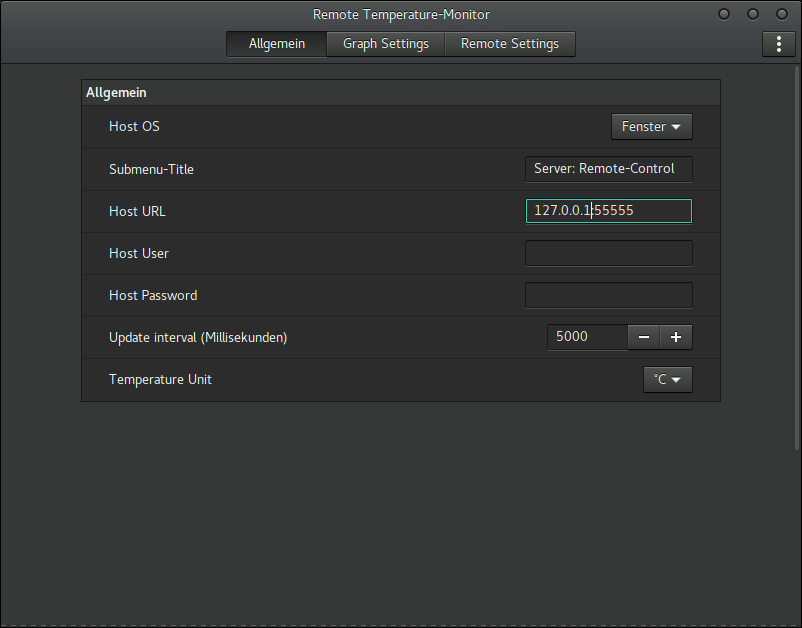 Remote Temperature-Monitor
Allgemein Graph Settings Remote Settings
Allgemein
Host OS Fenster
Submenu-Title Server: Remote-Control
Host URL 127.0.0.1:55555
Host User
Host Password
Update interval (Millisekunden) 5000 − +
Temperature Unit °C